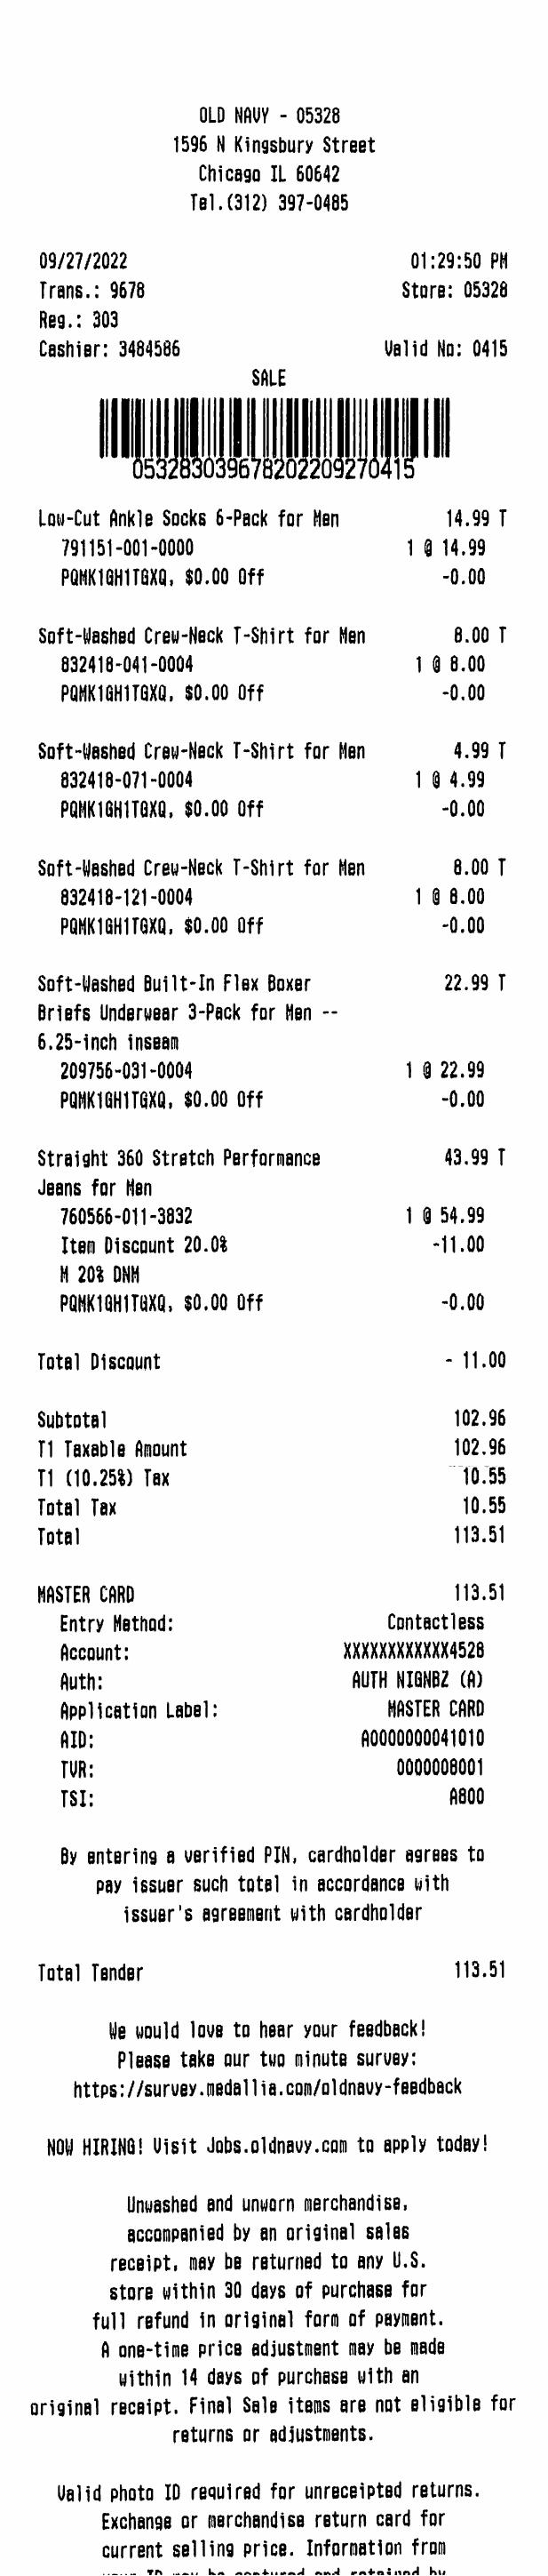 OLD NAVY - 05328
1596 N Kingsbury Street
Chicago IL 60642
Tel.(312) 397-0485
09/27/2022 01:29:50 PM
Trans.: 9678 Store: 05328
Reg.: 303
Cashier: 3484586 Valid No: 0415
SALE
053283039678202209270415
Low-Cut Ankle Socks 6-Pack for Men 14.99 T
791151-001-0000 1 @ 14.99
PQMK1GH1TGXQ, $0.00 Off -0.00
Soft-Washed Crew-Neck T-Shirt for Men 8.00 T
832418-041-0004 1 @ 8.00
PQMK1GH1TGXQ, $0.00 Off -0.00
Soft-Washed Crew-Neck T-Shirt for Men 4.99 T
832418-071-0004 1 @ 4.99
PQMK1GH1TGXQ, $0.00 Off -0.00
Soft-Washed Crew-Neck T-Shirt for Men 8.00 T
832418-121-0004 1 @ 8.00
PQMK1GH1TGXQ, $0.00 Off -0.00
Soft-Washed Built-In Flex Boxer 22.99 T
Briefs Underwear 3-Pack for Men --
6.25-inch inseam
209756-031-0004 1 @ 22.99
PQMK1GH1TGXQ, $0.00 Off -0.00
Straight 360 Stretch Performance 43.99 T
Jeans for Men
760566-011-3832 1 @ 54.99
Item Discount 20.0% -11.00
M 20% DNM
PQMK1GH1TGXQ, $0.00 Off -0.00
Total Discount - 11.00
Subtotal 102.96
T1 Taxable Amount 102.96
T1 (10.25%) Tax 10.55
Total Tax 10.55
Total 113.51
MASTER CARD 113.51
Entry Method: Contactless
Account: XXXXXXXXXXXX4528
Auth: AUTH NIGNBZ (A)
Application Label: MASTER CARD
AID: A0000000041010
TVR: 0000008001
TSI: A800
By entering a verified PIN, cardholder agrees to
pay issuer such total in accordance with
issuer's agreement with cardholder
Total Tender 113.51
We would love to hear your feedback!
Please take our two minute survey:
https://survey.medallia.com/oldnavy-feedback
NOW HIRING! Visit Jobs.oldnavy.com to apply today!
Unwashed and unworn merchandise,
accompanied by an original sales
receipt, may be returned to any U.S.
store within 30 days of purchase for
full refund in original form of payment.
A one-time price adjustment may be made
within 14 days of purchase with an
original receipt. Final Sale items are not eligible for
returns or adjustments.
Valid photo ID required for unreceipted returns.
Exchange or merchandise return card for
current selling price. Information from
your ID may be captured and retained by